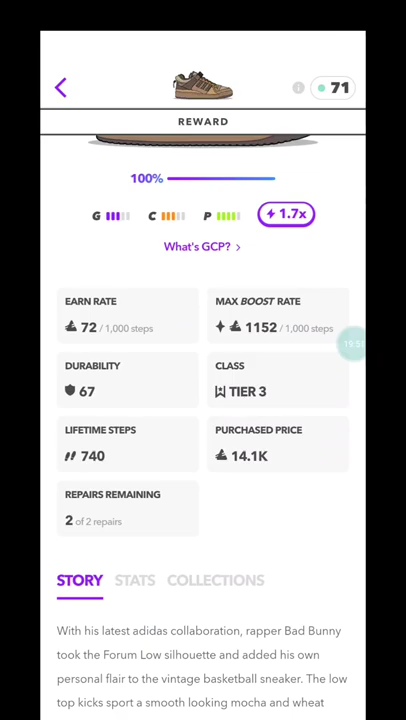 71
REWARD
100%
G C P 1.7x
What's GCP? >
EARN RATE
72 / 1,000 steps
MAX BOOST RATE
1152 / 1,000 steps
19:51
DURABILITY
67
CLASS
TIER 3
LIFETIME STEPS
740
PURCHASED PRICE
14.1K
REPAIRS REMAINING
2 of 2 repairs
STORY STATS COLLECTIONS
With his latest adidas collaboration, rapper Bad Bunny
took the Forum Low silhouette and added his own
personal flair to the vintage basketball sneaker. The low
top kicks sport a smooth looking mocha and wheat